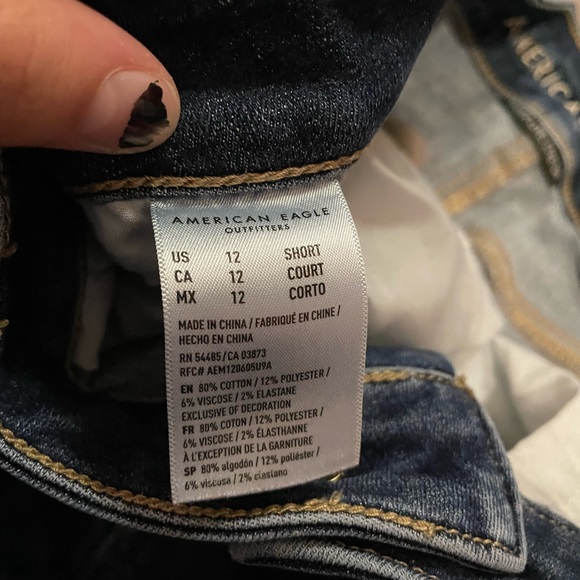 AMERICAN EAGLE
OUTFITTERS
US 12 SHORT
CA 12 COURT
MX 12 CORTO
MADE IN CHINA / FABRIQUÉ EN CHINE /
HECHO EN CHINA
RN 54485 / CA 03873
RFC# AEM120605U9A
EN 80% COTTON / 12% POLYESTER /
6% VISCOSE / 2% ELASTANE
EXCLUSIVE OF DECORATION
FR 80% COTON / 12% POLYESTER /
6% VISCOSE / 2% ÉLASTHANNE
À L'EXCEPTION DE LA GARNITURE
SP 80% algodón / 12% poliéster /
6% viscosa / 2% elastano
AMERICA